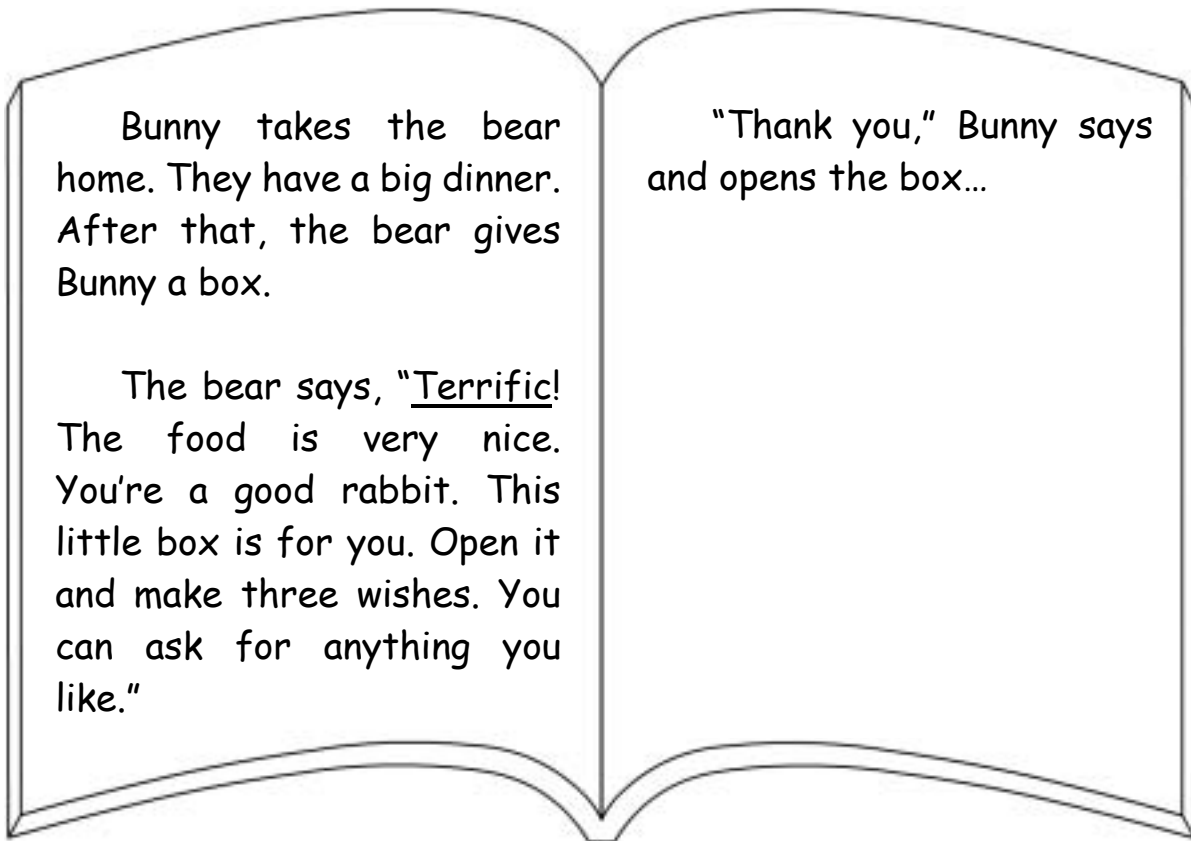 Bunny takes the bear
home. They have a big dinner.
After that, the bear gives
Bunny a box.
The bear says, “Terrific!
The food is very nice.
You’re a good rabbit. This
little box is for you. Open it
and make three wishes. You
can ask for anything you
like.”
“Thank you,” Bunny says
and opens the box…